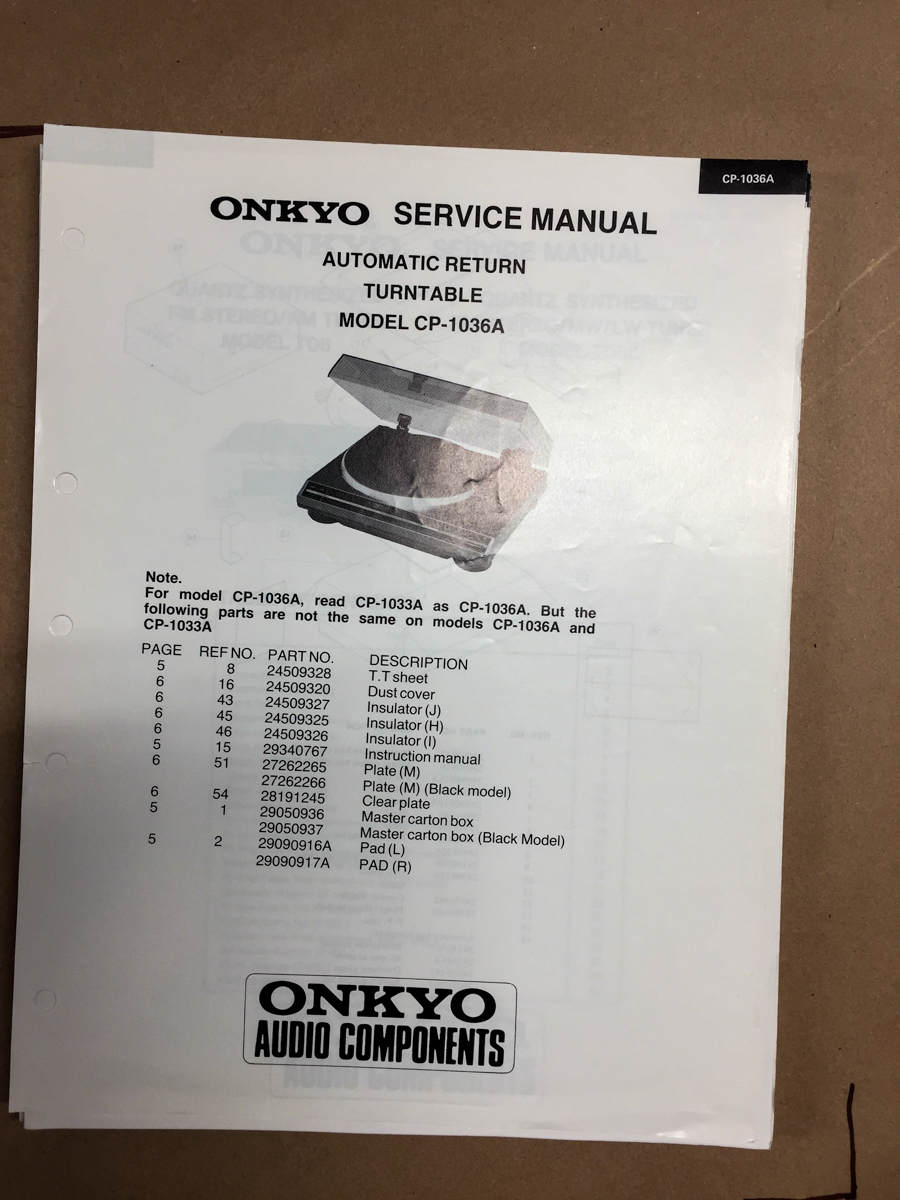 CP-1036A
ONKYO SERVICE MANUAL
AUTOMATIC RETURN
TURNTABLE
MODEL CP-1036A
Note.
For model CP-1036A, read CP-1033A as CP-1036A. But the
following parts are not the same on models CP-1036A and
CP-1033A
PAGE REF NO. PART NO. DESCRIPTION
5 8 24509328 T.T sheet
6 16 24509320 Dust cover
6 43 24509327 Insulator (J)
6 45 24509325 Insulator (H)
6 46 24509326 Insulator (I)
5 15 29340767 Instruction manual
6 51 27262265 Plate (M)
27262266 Plate (M) (Black model)
6 54 28191245 Clear plate
5 1 29050936 Master carton box
29050937 Master carton box (Black Model)
5 2 29090916A Pad (L)
29090917A PAD (R)
ONKYO
AUDIO COMPONENTS